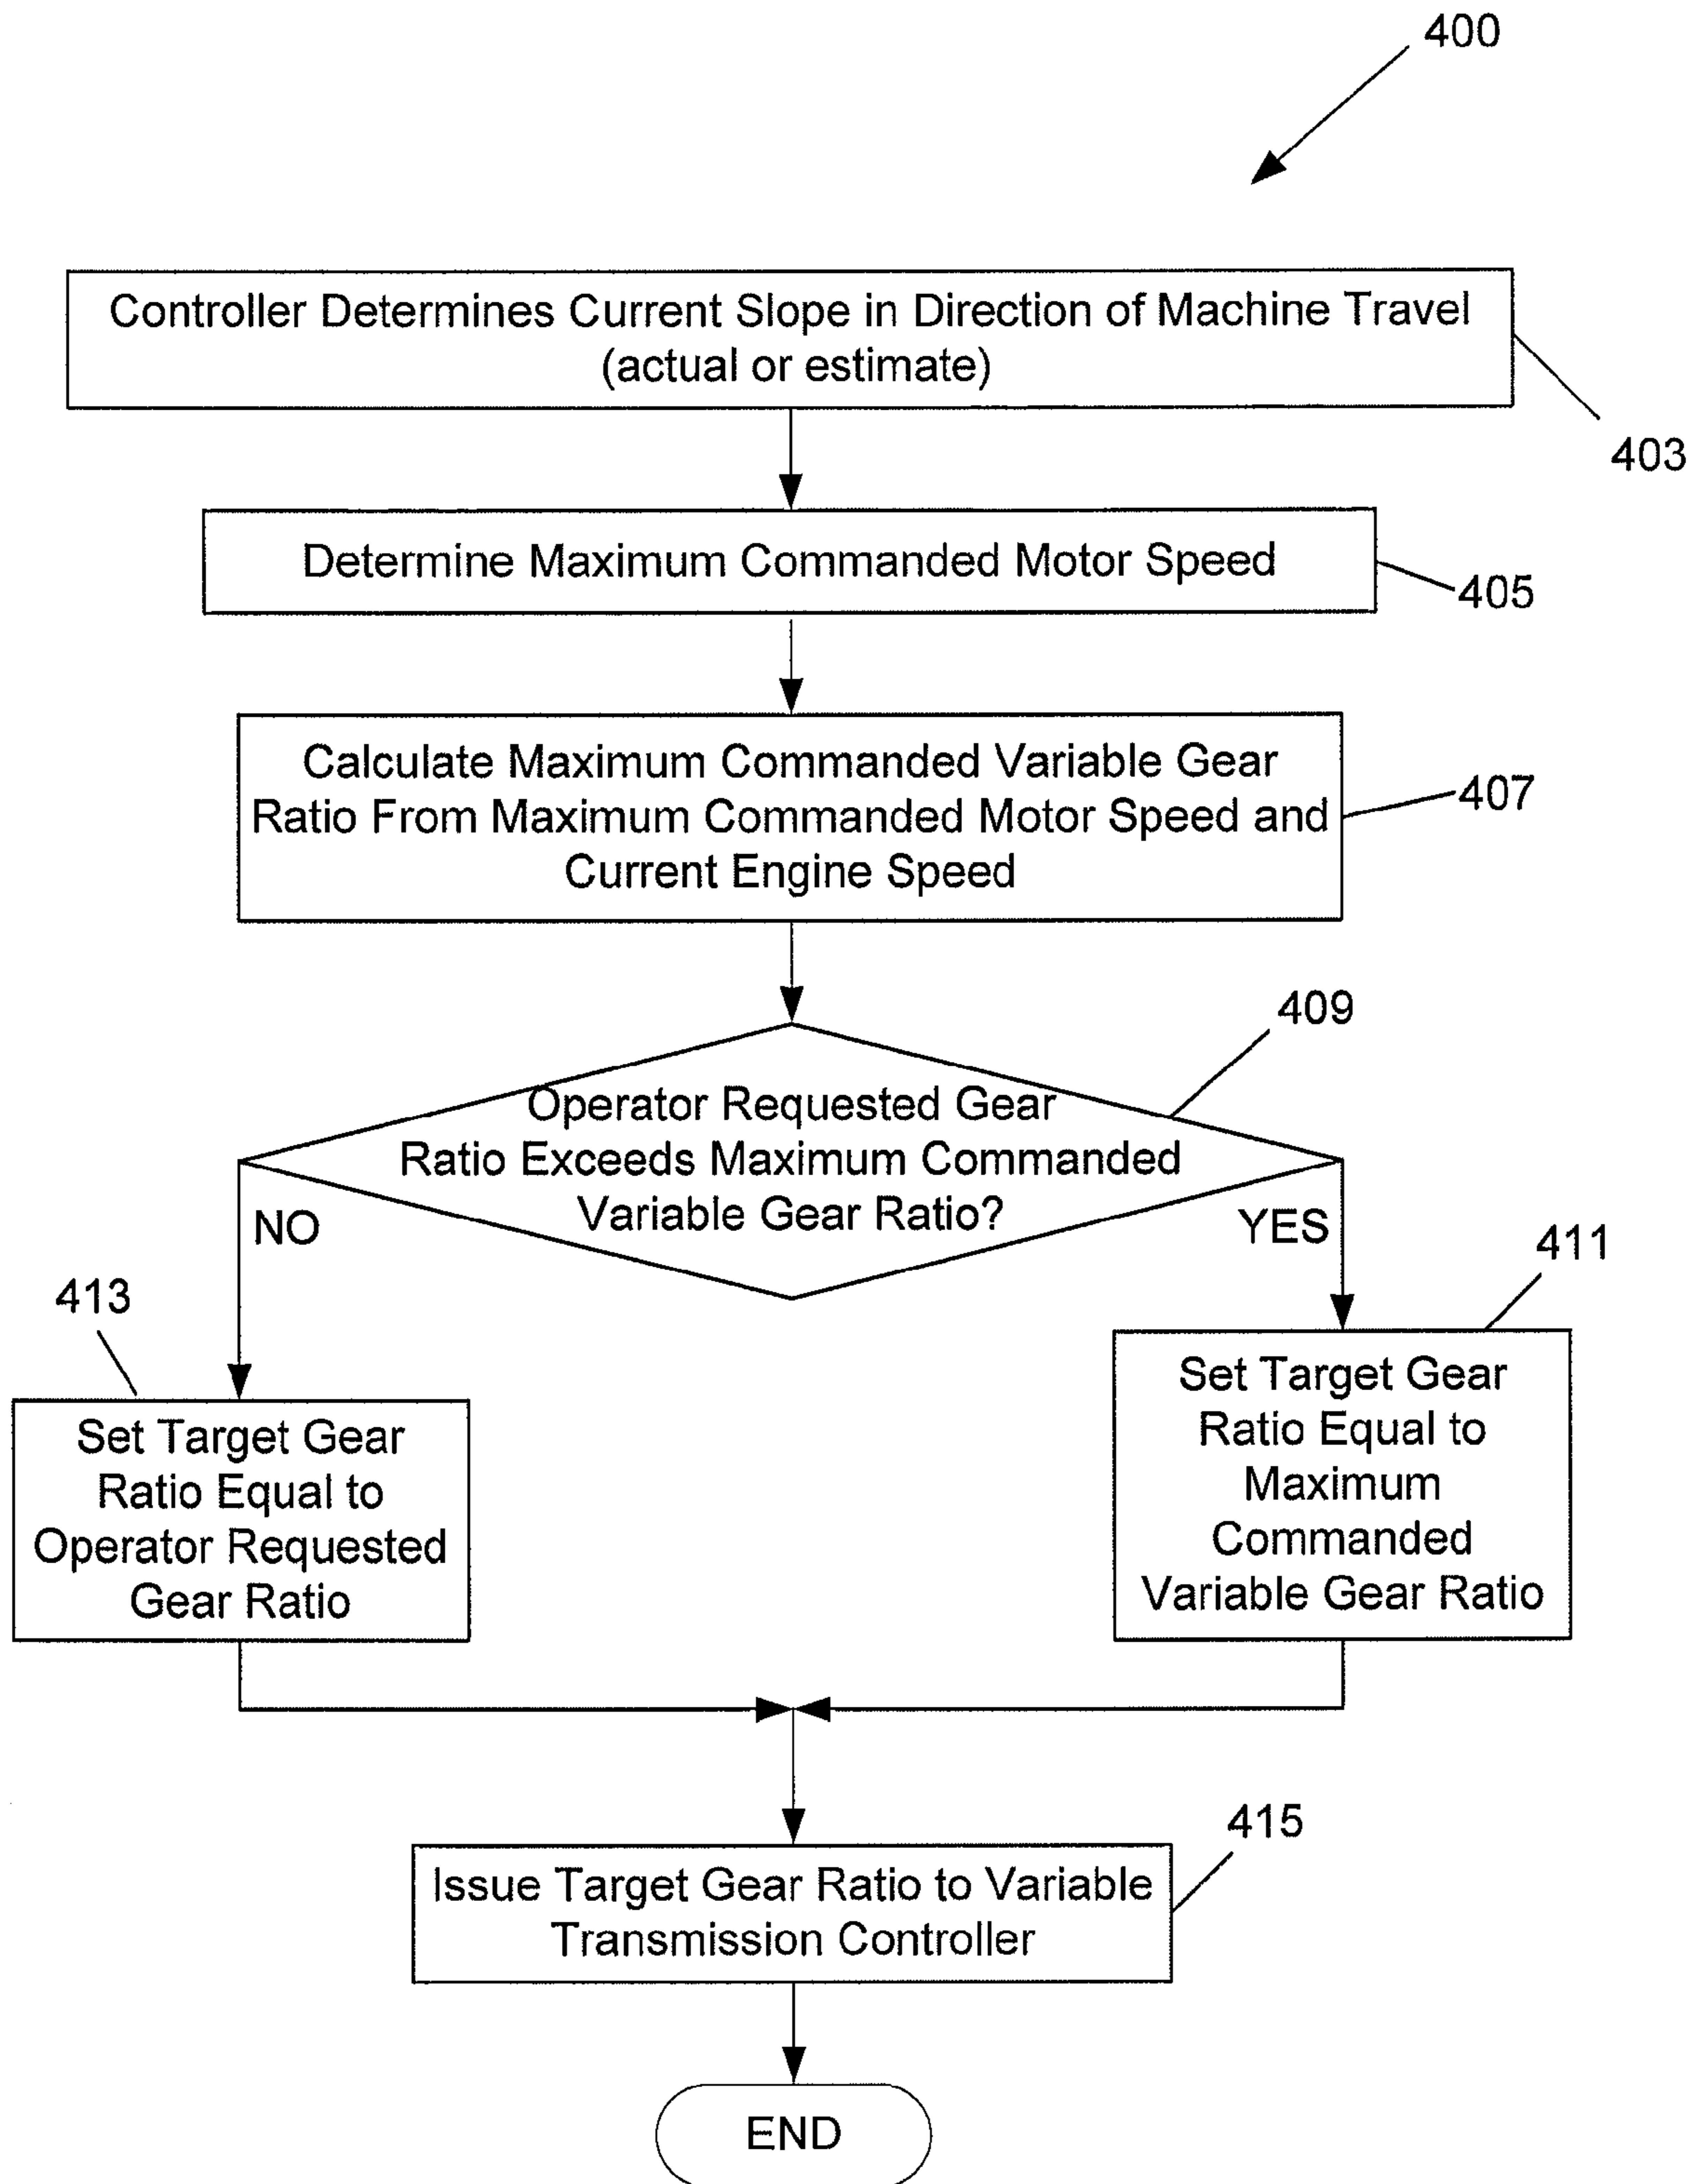 400
Controller Determines Current Slope in Direction of Machine Travel
(actual or estimate)
403
Determine Maximum Commanded Motor Speed
405
Calculate Maximum Commanded Variable Gear
Ratio From Maximum Commanded Motor Speed and
Current Engine Speed
407
409
Operator Requested Gear
Ratio Exceeds Maximum Commanded
Variable Gear Ratio?
NO
YES
413
Set Target Gear
Ratio Equal to
Operator Requested
Gear Ratio
411
Set Target Gear
Ratio Equal to
Maximum
Commanded
Variable Gear Ratio
415
Issue Target Gear Ratio to Variable
Transmission Controller
END